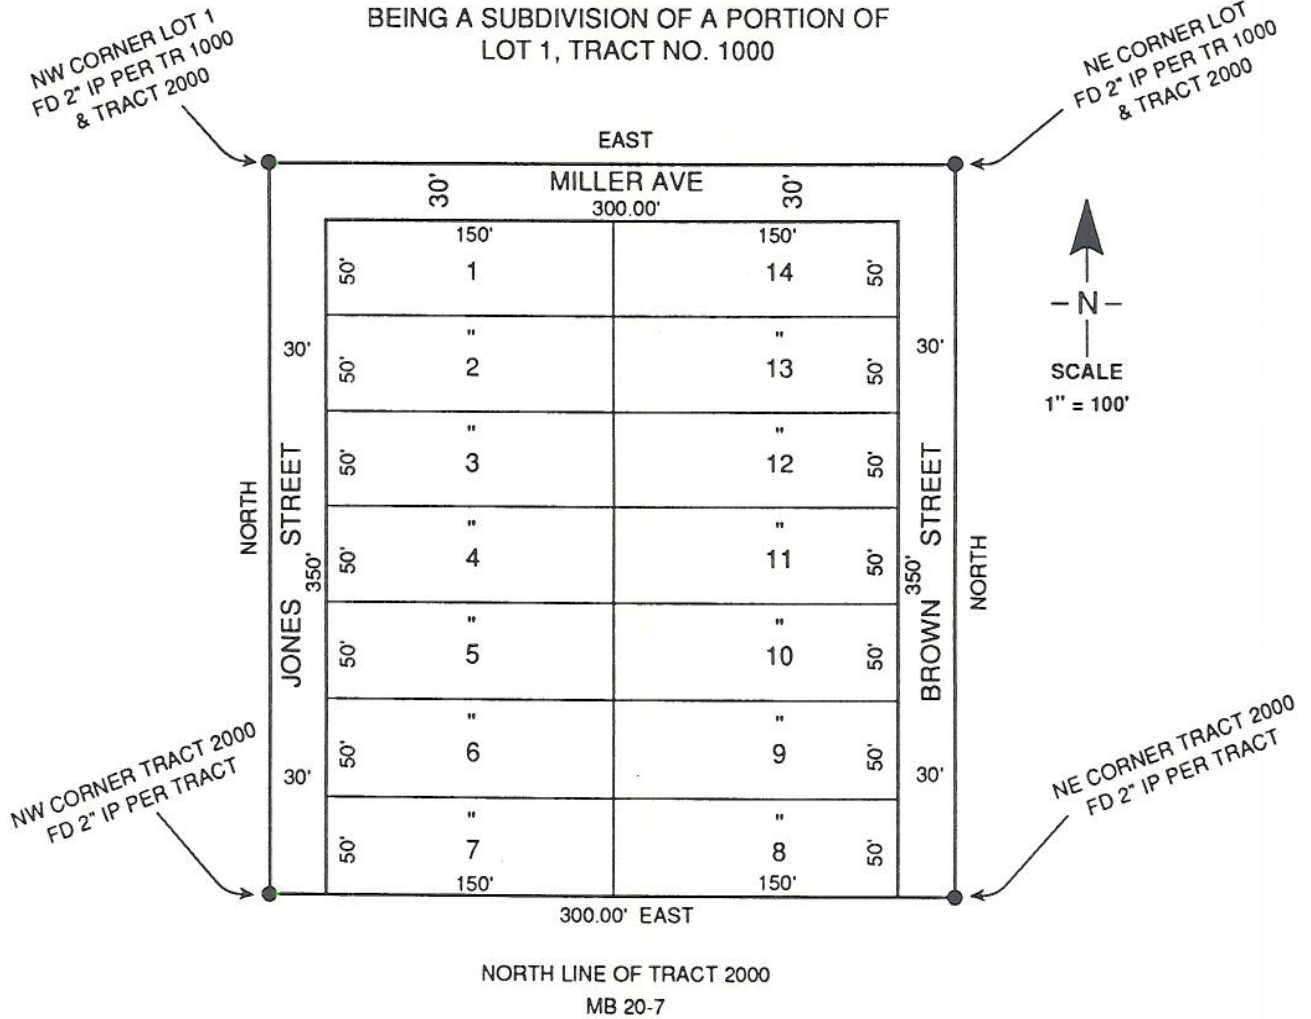 BEING A SUBDIVISION OF A PORTION OF
LOT 1, TRACT NO. 1000
NW CORNER LOT 1
FD 2" IP PER TR 1000
& TRACT 2000
NE CORNER LOT
FD 2" IP PER TR 1000
& TRACT 2000
EAST
30'
MILLER AVE
30'
300.00'
150'
150'
50'
1
14
50'
"
"
30'
50'
2
13
50'
30'
- N -
SCALE
1" = 100'
"
"
50'
3
12
50'
NORTH
JONES STREET
350'
"
"
50'
4
11
50'
350'
BROWN STREET
NORTH
"
"
50'
5
10
50'
"
"
50'
6
9
50'
30'
30'
NW CORNER TRACT 2000
FD 2" IP PER TRACT
NE CORNER TRACT 2000
FD 2" IP PER TRACT
"
"
50'
7
8
50'
150'
150'
300.00' EAST
NORTH LINE OF TRACT 2000
MB 20-7